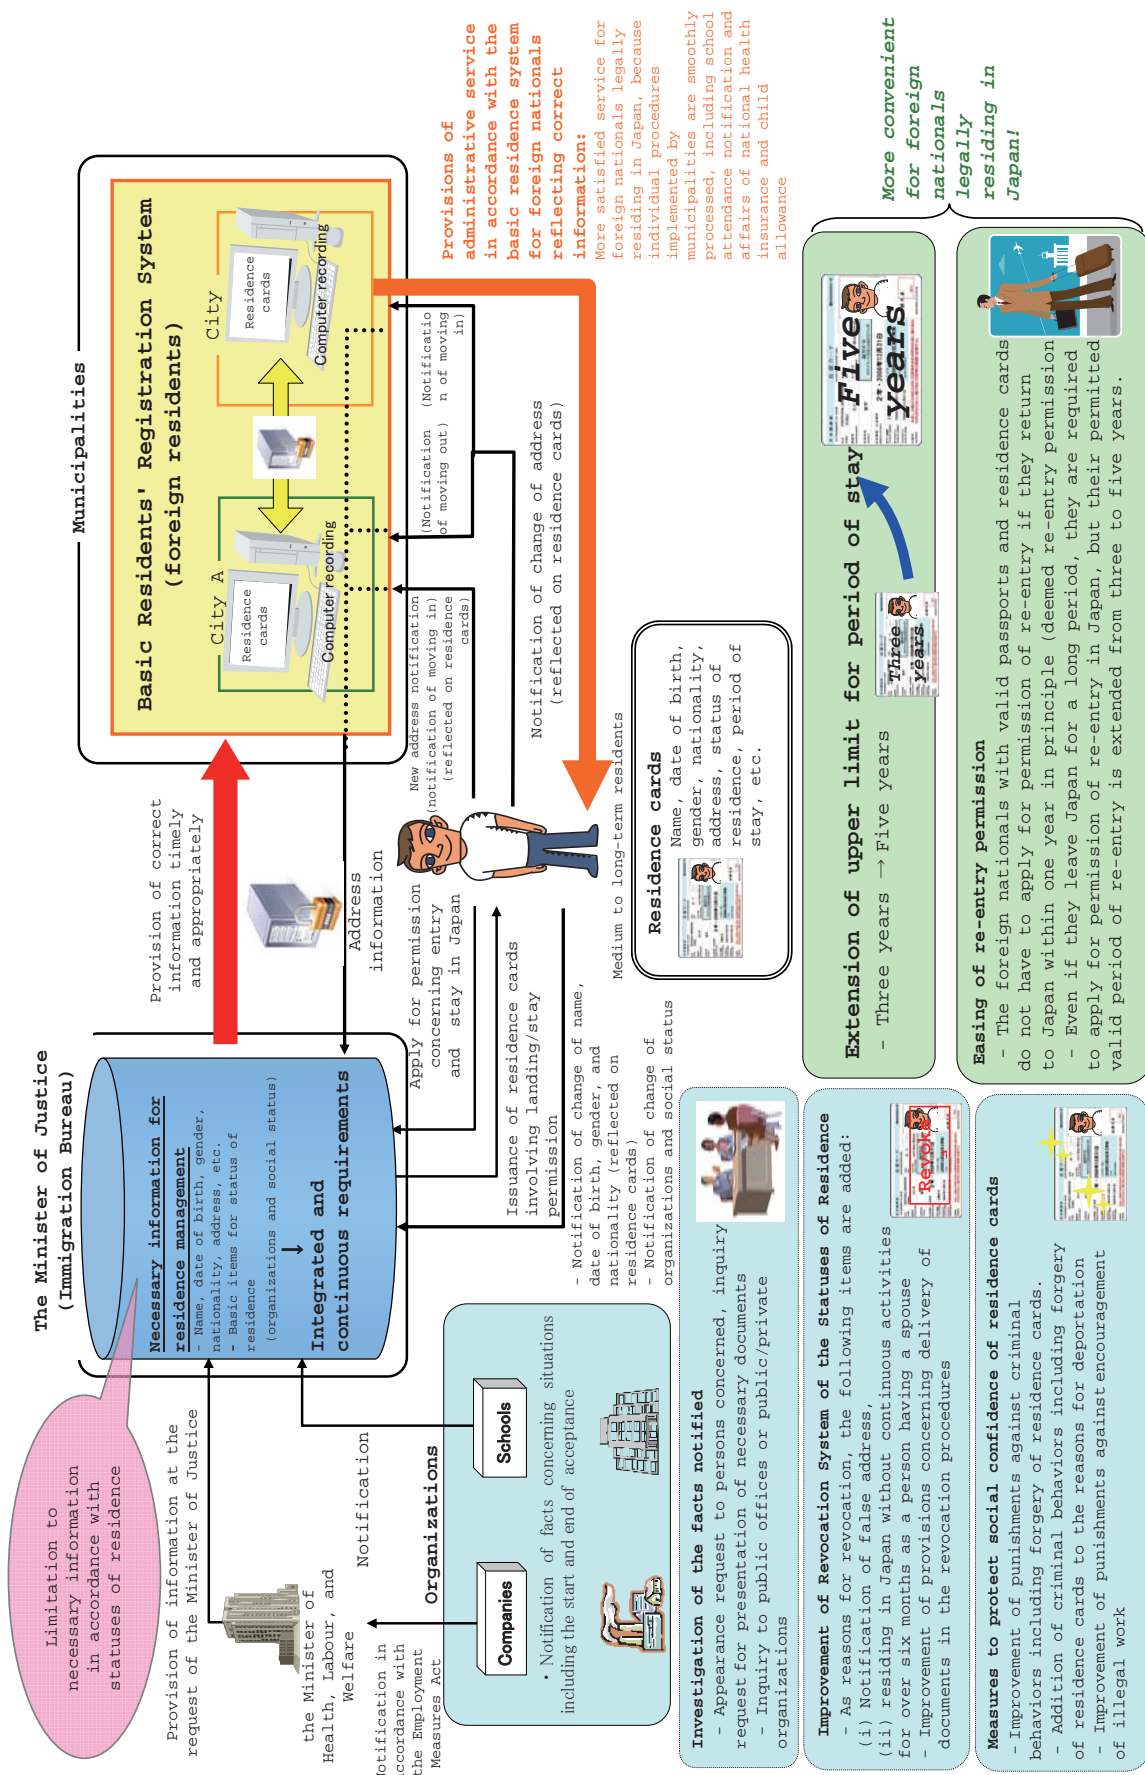 The Minister of Justice
(Immigration Bureau)
Limitation to
necessary information
in accordance with
statuses of residence
Necessary information for
residence management
- Name, date of birth, gender,
nationality, address, etc.
- Basic items for status of
residence
(organizations and social status)
↓
Integrated and
continuous requirements
Provision of information at the
request of the Minister of Justice
the Minister of
Health, Labour, and
Welfare
Notification
Notification in
accordance with
the Employment
Measures Act
Organizations
Companies
Schools
・Notification of facts concerning situations
including the start and end of acceptance
Provision of correct
information timely
and appropriately
Address
information
Municipalities
Basic Residents' Registration System
(foreign residents)
City A
Residence
cards
Computer recording
City
Residence
cards
Computer recording
Apply for permission
concerning entry
and stay in Japan
Issuance of residence cards
involving landing/stay
permission
- Notification of change of name,
date of birth, gender, and
nationality (reflected on
residence cards)
- Notification of change of
organizations and social status
New address notification
(notification of moving in)
(reflected on residence
cards)
(Notification
of moving out)
(Notificatio
n of moving
in)
Notification of change of address
(reflected on residence cards)
Medium to long-term residents
Residence cards
Name, date of birth,
gender, nationality,
address, status of
residence, period of
stay, etc.
Provisions of
administrative service
in accordance with the
basic residence system
for foreign nationals
reflecting correct
information:
More satisfied service for
foreign nationals legally
residing in Japan, because
individual procedures
implemented by
municipalities are smoothly
processed, including school
attendance notification and
affairs of national health
insurance and child
allowance
Investigation of the facts notified
- Appearance request to persons concerned, inquiry
request for presentation of necessary documents
- Inquiry to public offices or public/private
organizations
Improvement of Revocation System of the Statuses of Residence
- As reasons for revocation, the following items are added:
(i) Notification of false address,
(ii) residing in Japan without continuous activities
for over six months as a person having a spouse
- Improvement of provisions concerning delivery of
documents in the revocation procedures
Revoke
Measures to protect social confidence of residence cards
- Improvement of punishments against criminal
behaviors including forgery of residence cards.
- Addition of criminal behaviors including forgery
of residence cards to the reasons for deportation
- Improvement of punishments against encouragement
of illegal work
Extension of upper limit for period of stay
- Three years → Five years
Three
years
Five
years
Easing of re-entry permission
- The foreign nationals with valid passports and residence cards
do not have to apply for permission of re-entry if they return
to Japan within one year in principle (deemed re-entry permission
- Even if they leave Japan for a long period, they are required
to apply for permission of re-entry in Japan, but their permitted
valid period of re-entry is extended from three to five years.
More convenient
for foreign
nationals
legally
residing in
Japan!